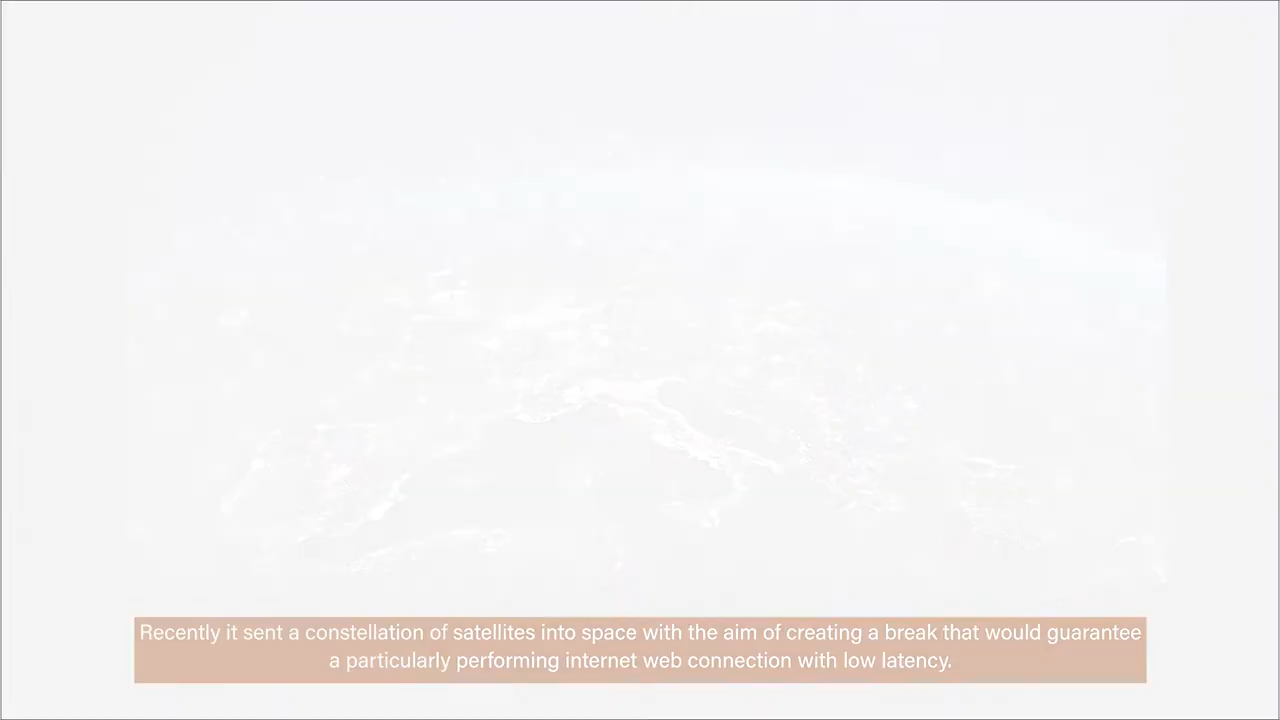 Recently it sent a constellation of satellites into space with the aim of creating a break that would guarantee
a particularly performing internet web connection with low latency.